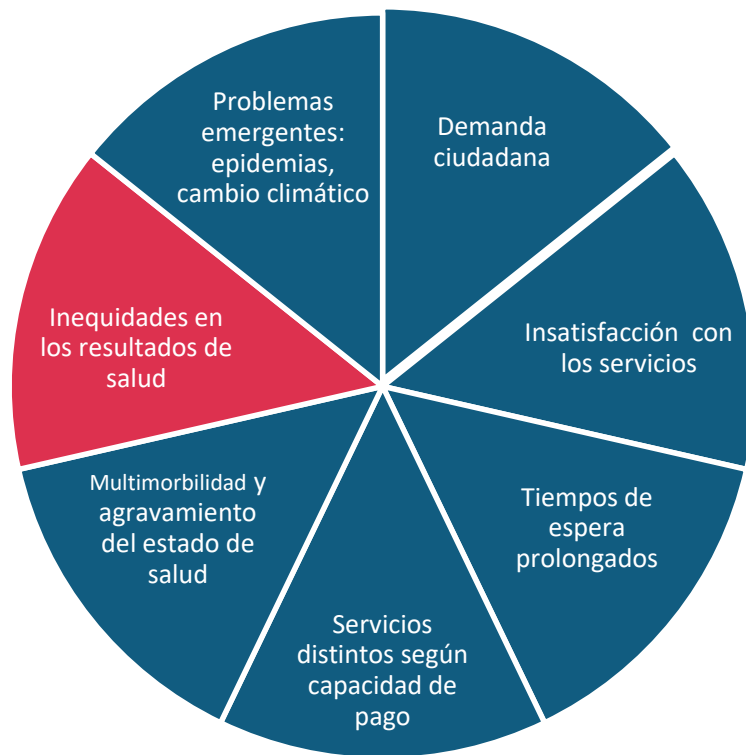 Problemas
emergentes:
epidemias,
cambio climático
Demanda
ciudadana
Insatisfacción con
los servicios
Tiempos de
espera
prolongados
Servicios
distintos según
capacidad de
pago
Multimorbilidad y
agravamiento
del estado de
salud
Inequidades en
los resultados de
salud